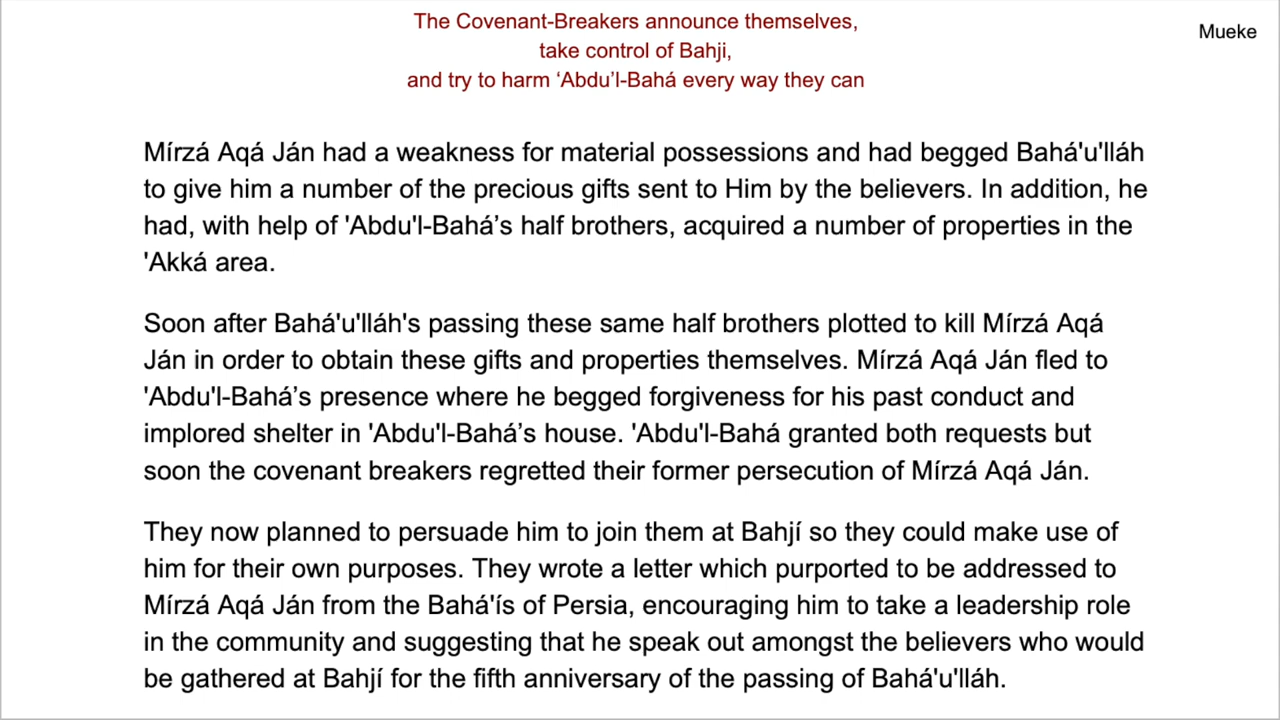 The Covenant-Breakers announce themselves,
take control of Bahji,
and try to harm ‘Abdu’l-Bahá every way they can
Mueke
Mírzá Aqá Ján had a weakness for material possessions and had begged Bahá'u'lláh
to give him a number of the precious gifts sent to Him by the believers. In addition, he
had, with help of 'Abdu'l-Bahá’s half brothers, acquired a number of properties in the
'Akká area.
Soon after Bahá'u'lláh's passing these same half brothers plotted to kill Mírzá Aqá
Ján in order to obtain these gifts and properties themselves. Mírzá Aqá Ján fled to
'Abdu'l-Bahá’s presence where he begged forgiveness for his past conduct and
implored shelter in 'Abdu'l-Bahá’s house. 'Abdu'l-Bahá granted both requests but
soon the covenant breakers regretted their former persecution of Mírzá Aqá Ján.
They now planned to persuade him to join them at Bahjí so they could make use of
him for their own purposes. They wrote a letter which purported to be addressed to
Mírzá Aqá Ján from the Bahá'ís of Persia, encouraging him to take a leadership role
in the community and suggesting that he speak out amongst the believers who would
be gathered at Bahjí for the fifth anniversary of the passing of Bahá'u'lláh.